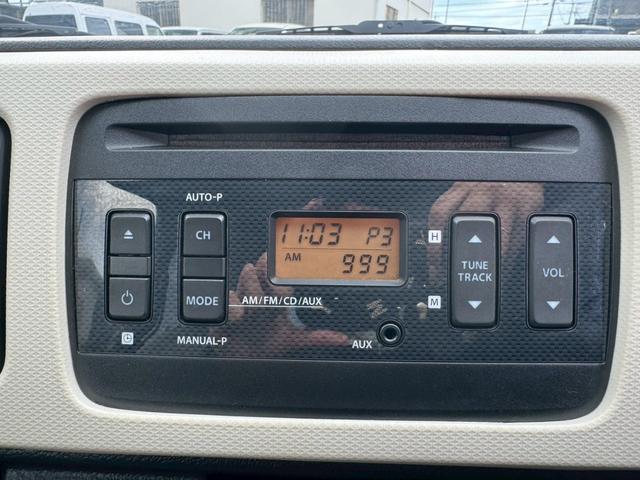 AUTO-P
CH
MODE
MANUAL-P
11:03 P3
AM 999
AM/FM/CD/AUX
AUX
H
M
TUNE
TRACK
VOL